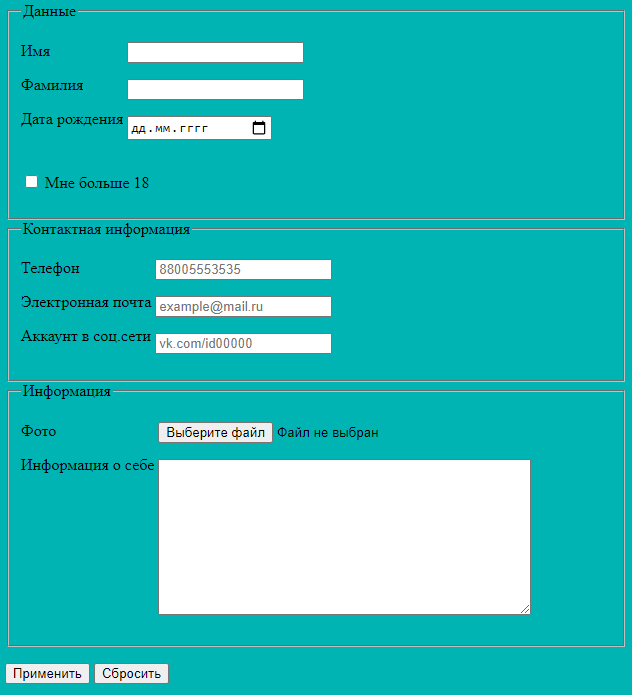 Данные
Имя
Фамилия
Дата рождения дд.мм.гггг
Мне больше 18
Контактная информация
Телефон 88005553535
Электронная почта example@mail.ru
Аккаунт в соц.сети vk.com/id00000
Информация
Фото Выберите файл Файл не выбран
Информация о себе
Применить Сбросить